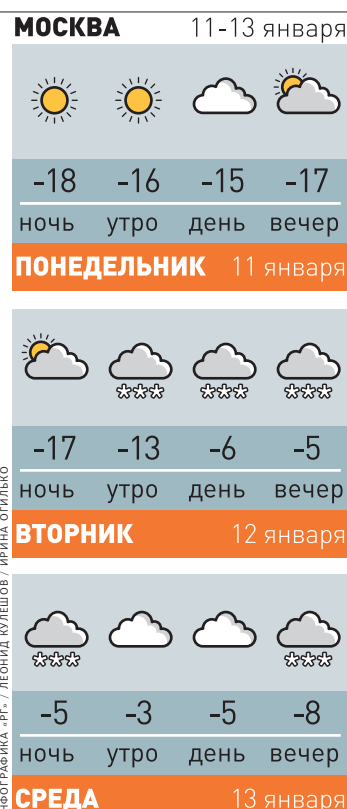 МОСКВА 11-13 января
-18 -16 -15 -17
ночь утро день вечер
ПОНЕДЕЛЬНИК 11 января
-17 -13 -6 -5
ночь утро день вечер
ВТОРНИК 12 января
-5 -3 -5 -8
ночь утро день вечер
СРЕДА 13 января
НФОГРАФИКА «РГ» / ЛЕОНИД КУЛЕШОВ / ИРИНА ОГИЛЬКО